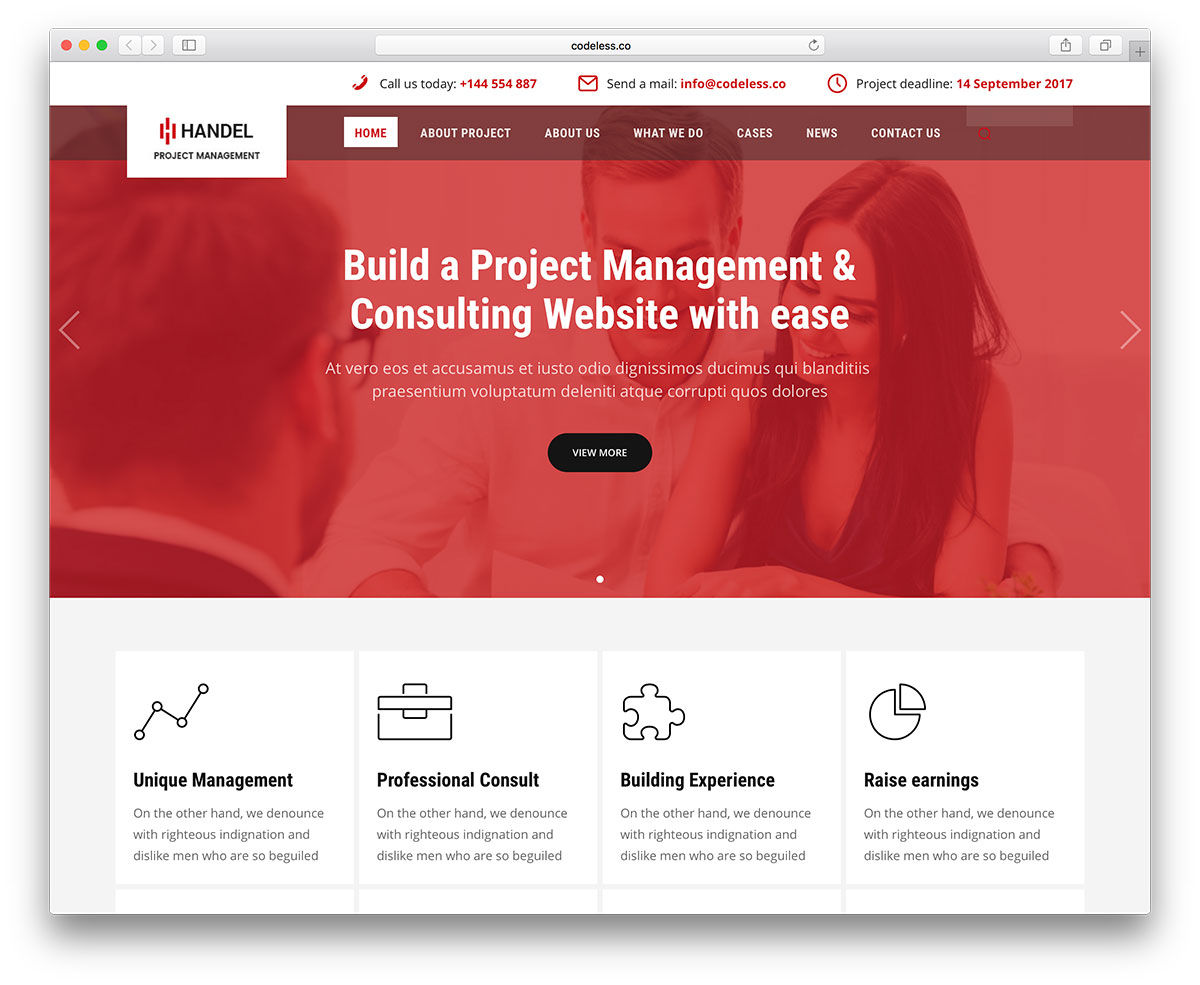 codeless.co
Call us today: +144 554 887
Send a mail: info@codeless.co
Project deadline: 14 September 2017
HANDEL
PROJECT MANAGEMENT
HOME
ABOUT PROJECT
ABOUT US
WHAT WE DO
CASES
NEWS
CONTACT US
Build a Project Management &
Consulting Website with ease
At vero eos et accusamus et iusto odio dignissimos ducimus qui blanditiis
praesentium voluptatum deleniti atque corrupti quos dolores
VIEW MORE
Unique Management
On the other hand, we denounce
with righteous indignation and
dislike men who are so beguiled
Professional Consult
On the other hand, we denounce
with righteous indignation and
dislike men who are so beguiled
Building Experience
On the other hand, we denounce
with righteous indignation and
dislike men who are so beguiled
Raise earnings
On the other hand, we denounce
with righteous indignation and
dislike men who are so beguiled